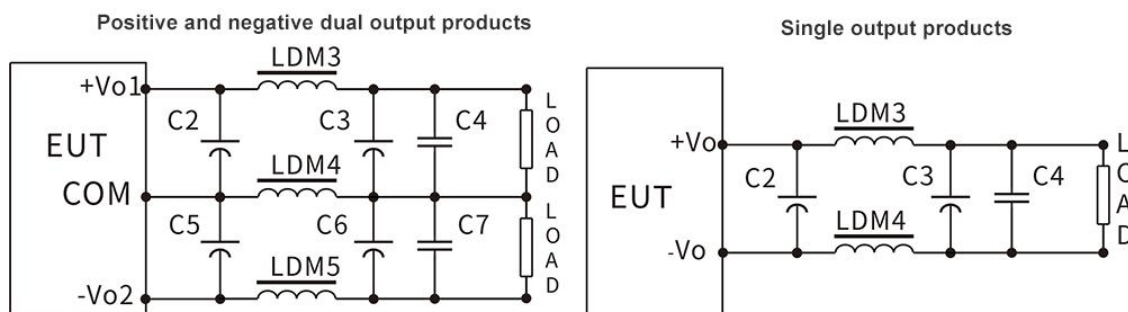 Positive and negative dual output products
LDM3
+Vo1
C2
C3
C4
LOAD
EUT
LDM4
COM
C5
C6
C7
LOAD
LDM5
-Vo2
Single output products
LDM3
+Vo
C2
C3
C4
LOAD
EUT
LDM4
-Vo